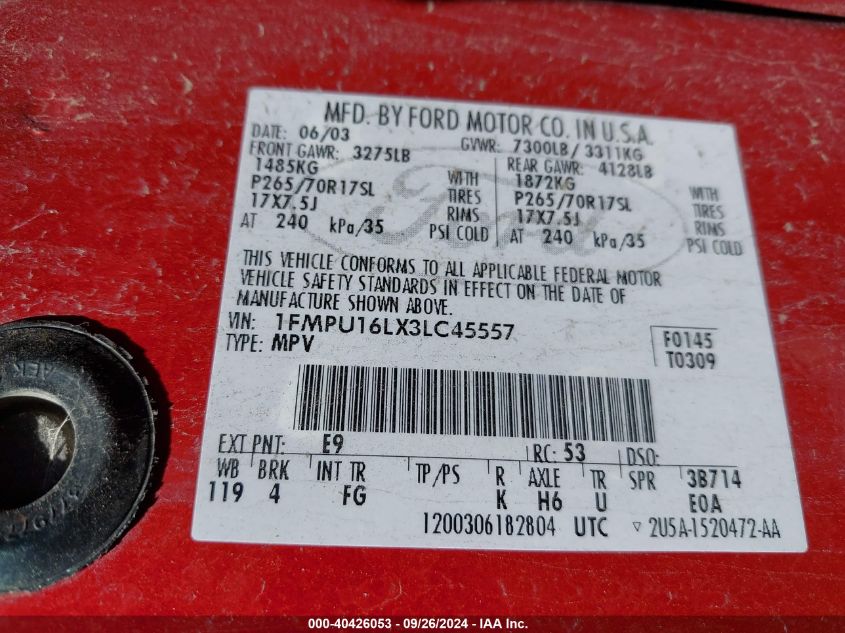 MFD. BY FORD MOTOR CO. IN U.S.A.
DATE: 06/03 GVWR: 7300LB / 3311KG
FRONT GAWR: 3275LB REAR GAWR: 4128LB
1485KG WITH 1872KG WITH
P265/70R17SL TIRES P265/70R17SL TIRES
17X7.5J RIMS 17X7.5J RIMS
AT 240 kPa/35 PSI COLD AT 240 kPa/35 PSI COLD
Ford
THIS VEHICLE CONFORMS TO ALL APPLICABLE FEDERAL MOTOR
VEHICLE SAFETY STANDARDS IN EFFECT ON THE DATE OF
MANUFACTURE SHOWN ABOVE.
VIN: 1FMPU16LX3LC45557 F0145
TYPE: MPV T0309
EXT PNT: E9 RC: 53 DSO:
WB BRK INT TR TP/PS R AXLE TR SPR 3B714
119 4 FG K H6 U E0A
1200306182804 UTC ▽ 2U5A-1520472-AA
000-40426053 - 09/26/2024 - IAA Inc.